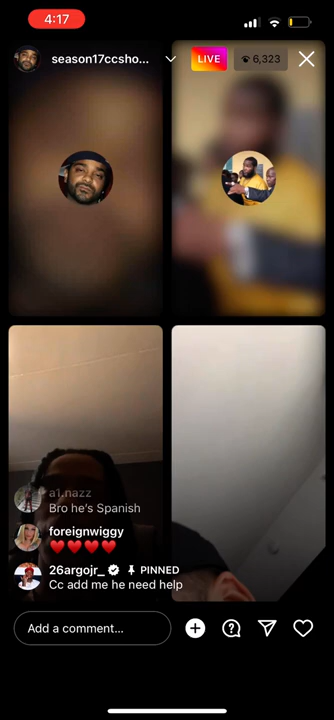 4:17
season17ccsho...
LIVE
6,323
a1.nazz
Bro he's Spanish
foreignwiggy
❤️❤️❤️❤️
26argojr_ PINNED
Cc add me he need help
Add a comment...